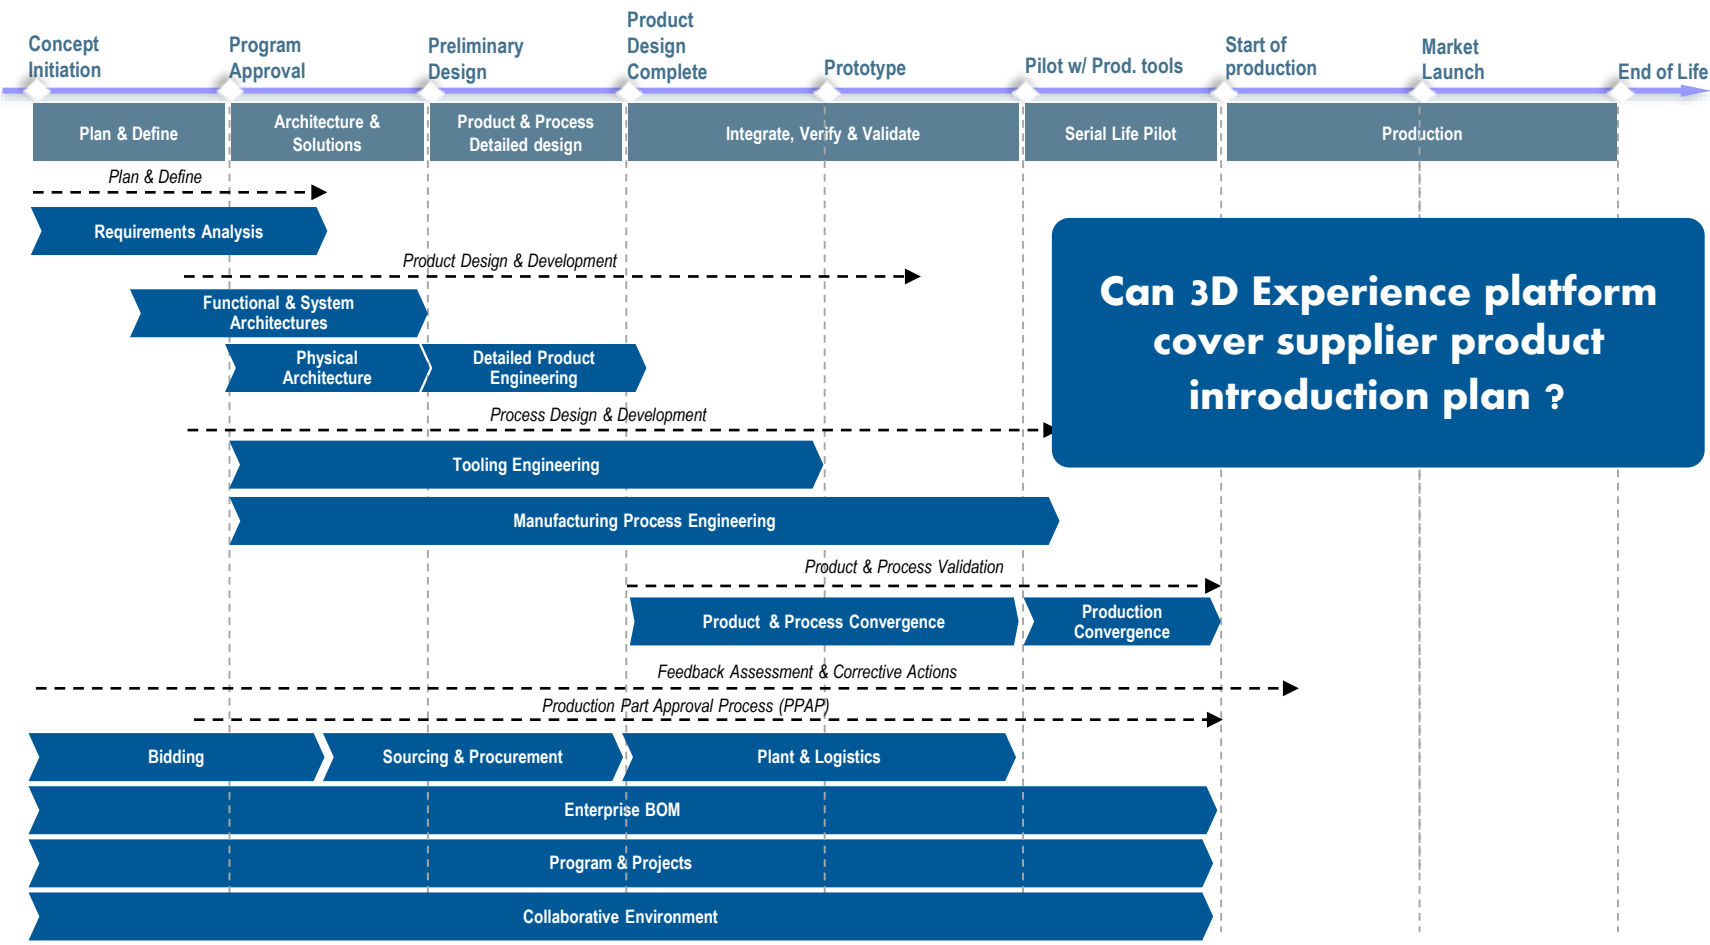 Concept
Initiation
Program
Approval
Preliminary
Design
Product
Design
Complete
Prototype
Pilot w/ Prod. tools
Start of
production
Market
Launch
End of Life
Plan & Define
Architecture &
Solutions
Product & Process
Detailed design
Integrate, Verify & Validate
Serial Life Pilot
Production
Plan & Define
Requirements Analysis
Product Design & Development
Functional & System
Architectures
Physical
Architecture
Detailed Product
Engineering
Can 3D Experience platform
cover supplier product
introduction plan ?
Process Design & Development
Tooling Engineering
Manufacturing Process Engineering
Product & Process Validation
Product & Process Convergence
Production
Convergence
Feedback Assessment & Corrective Actions
Production Part Approval Process (PPAP)
Bidding
Sourcing & Procurement
Plant & Logistics
Enterprise BOM
Program & Projects
Collaborative Environment